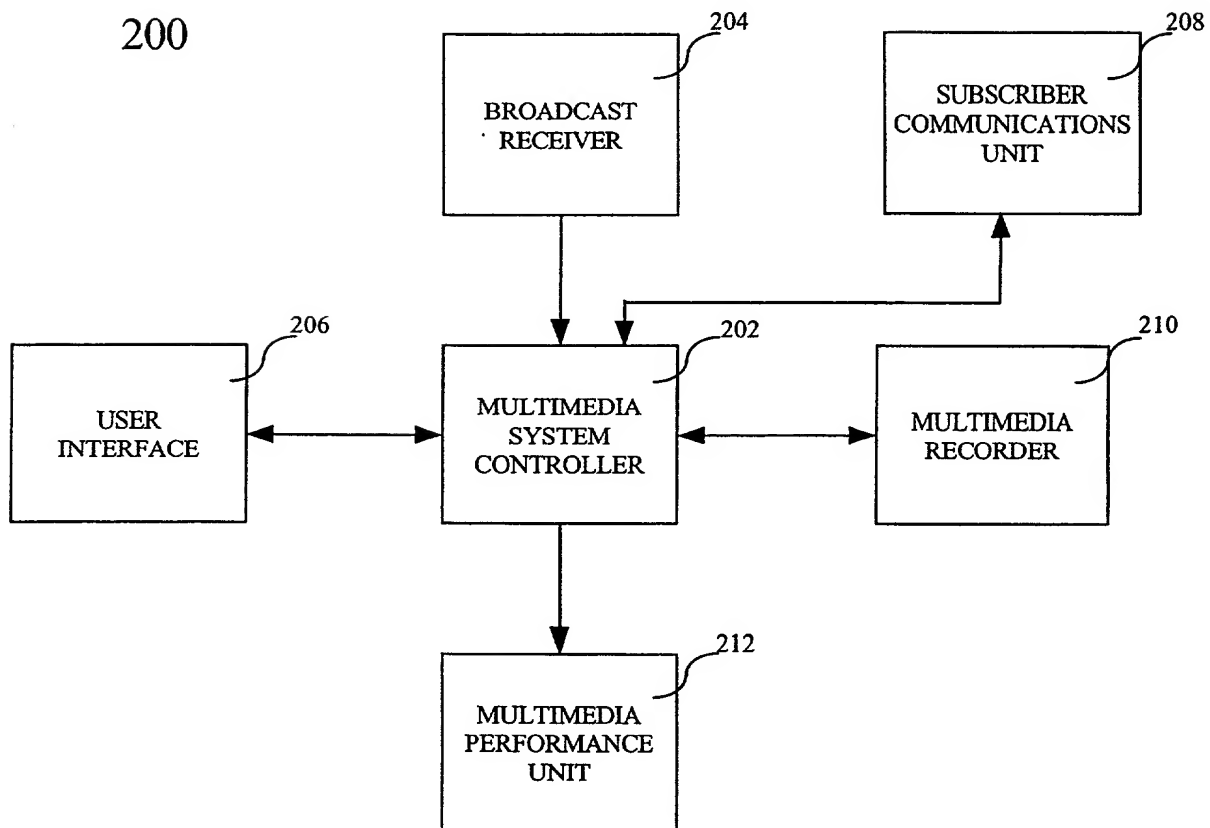 200
204
BROADCAST
RECEIVER
208
SUBSCRIBER
COMMUNICATIONS
UNIT
206
USER
INTERFACE
202
MULTIMEDIA
SYSTEM
CONTROLLER
210
MULTIMEDIA
RECORDER
212
MULTIMEDIA
PERFORMANCE
UNIT